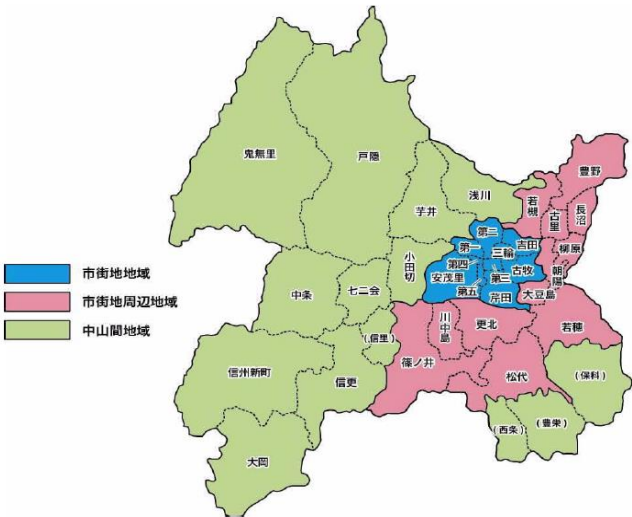 豊野
鬼無里
戸隠
浅川
若槻
古里
長沼
芋井
第二
吉田
柳原
第一
三輪
小田切
第四
古牧
朝陽
安茂里
第三
第五
芹田
大豆島
市街地地域
市街地周辺地域
中山間地域
中条
七二会
川中島
更北
若穂
(信里)
篠ノ井
信州新町
信更
松代
(保科)
(西条)
(豊栄)
大岡